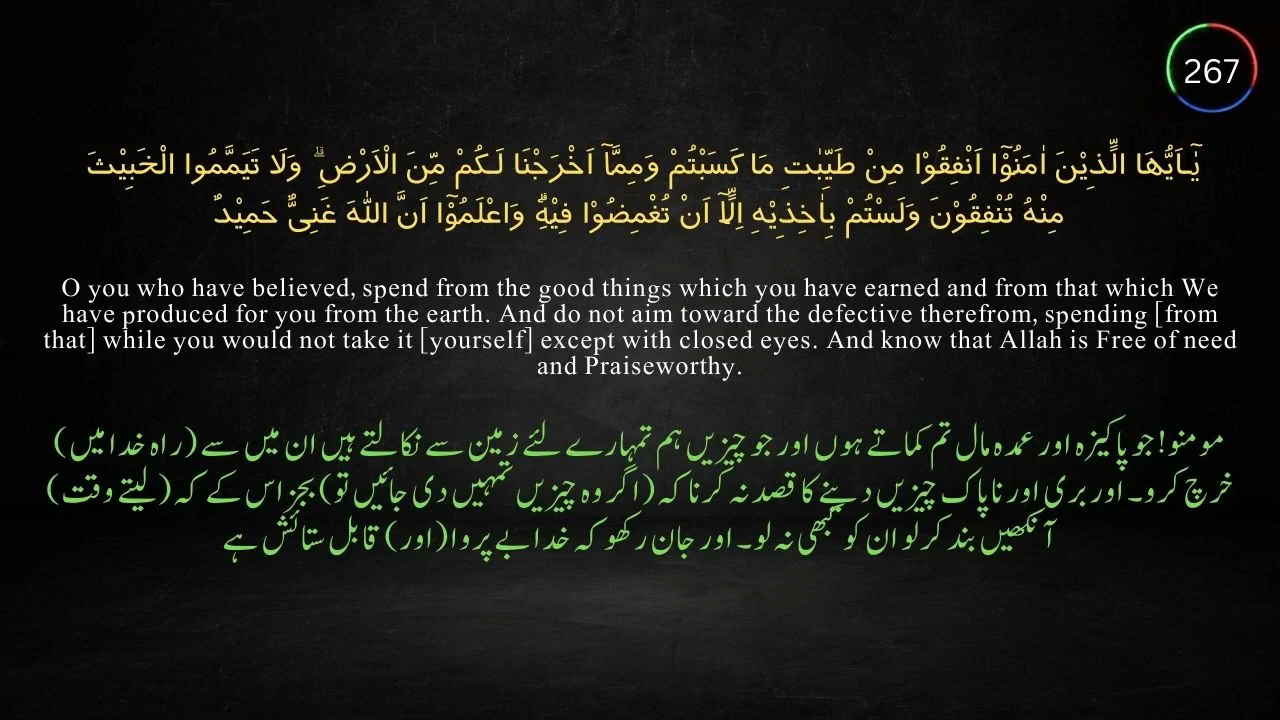 267
يٰۤـاَيُّهَا الَّذِيْنَ اٰمَنُوْۤا اَنْفِقُوْا مِنْ طَيِّبٰتِ مَا كَسَبْتُمْ وَمِمَّاۤ اَخْرَجْنَا لَـكُمْ مِّنَ الْاَرْضِ ۖ وَلَا تَيَمَّمُوا الْخَبِيْثَ
مِنْهُ تُنْفِقُوْنَ وَلَسْتُمْ بِاٰخِذِيْهِ اِلَّاۤ اَنْ تُغْمِضُوْا فِيْهِ‌ؕ وَاعْلَمُوْۤا اَنَّ اللّٰهَ غَنِىٌّ حَمِيْدٌ
O you who have believed, spend from the good things which you have earned and from that which We
have produced for you from the earth. And do not aim toward the defective therefrom, spending [from
that] while you would not take it [yourself] except with closed eyes. And know that Allah is Free of need
and Praiseworthy.
مومنو! جو پاکیزہ اور عمدہ مال تم کماتے ہوں اور جو چیزیں ہم تمہارے لئے زمین سے نکالتے ہیں ان میں سے (راہ خدا میں)
خرچ کرو۔ اور بری اور ناپاک چیزیں دینے کا قصد نہ کرنا کہ (اگر وہ چیزیں تمہیں دی جائیں تو) بجز اس کے کہ (لیتے وقت)
آنکھیں بند کرلو ان کو کبھی نہ لو۔ اور جان رکھو کہ خدا بےپروا (اور) قابل ستائش ہے